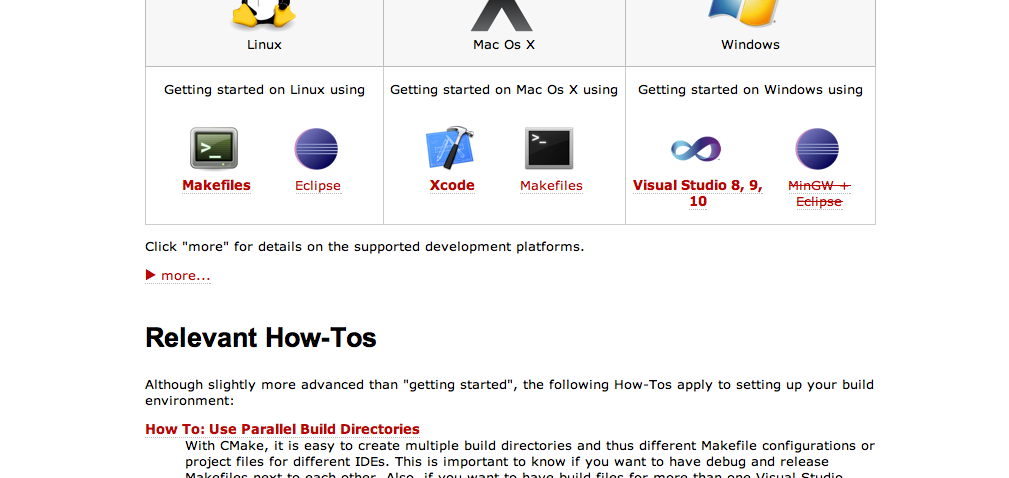 Linux
Mac Os X
Windows
Getting started on Linux using
Getting started on Mac Os X using
Getting started on Windows using
Makefiles
Eclipse
Xcode
Makefiles
Visual Studio 8, 9,
10
MinGW +
Eclipse
Click "more" for details on the supported development platforms.
more...
Relevant How-Tos
Although slightly more advanced than "getting started", the following How-Tos apply to setting up your build
environment:
How To: Use Parallel Build Directories
With CMake, it is easy to create multiple build directories and thus different Makefile configurations or
project files for different IDEs. This is important to know if you want to have debug and release
Makefiles next to each other. Also, if you want to have build files for more than one Visual Studio